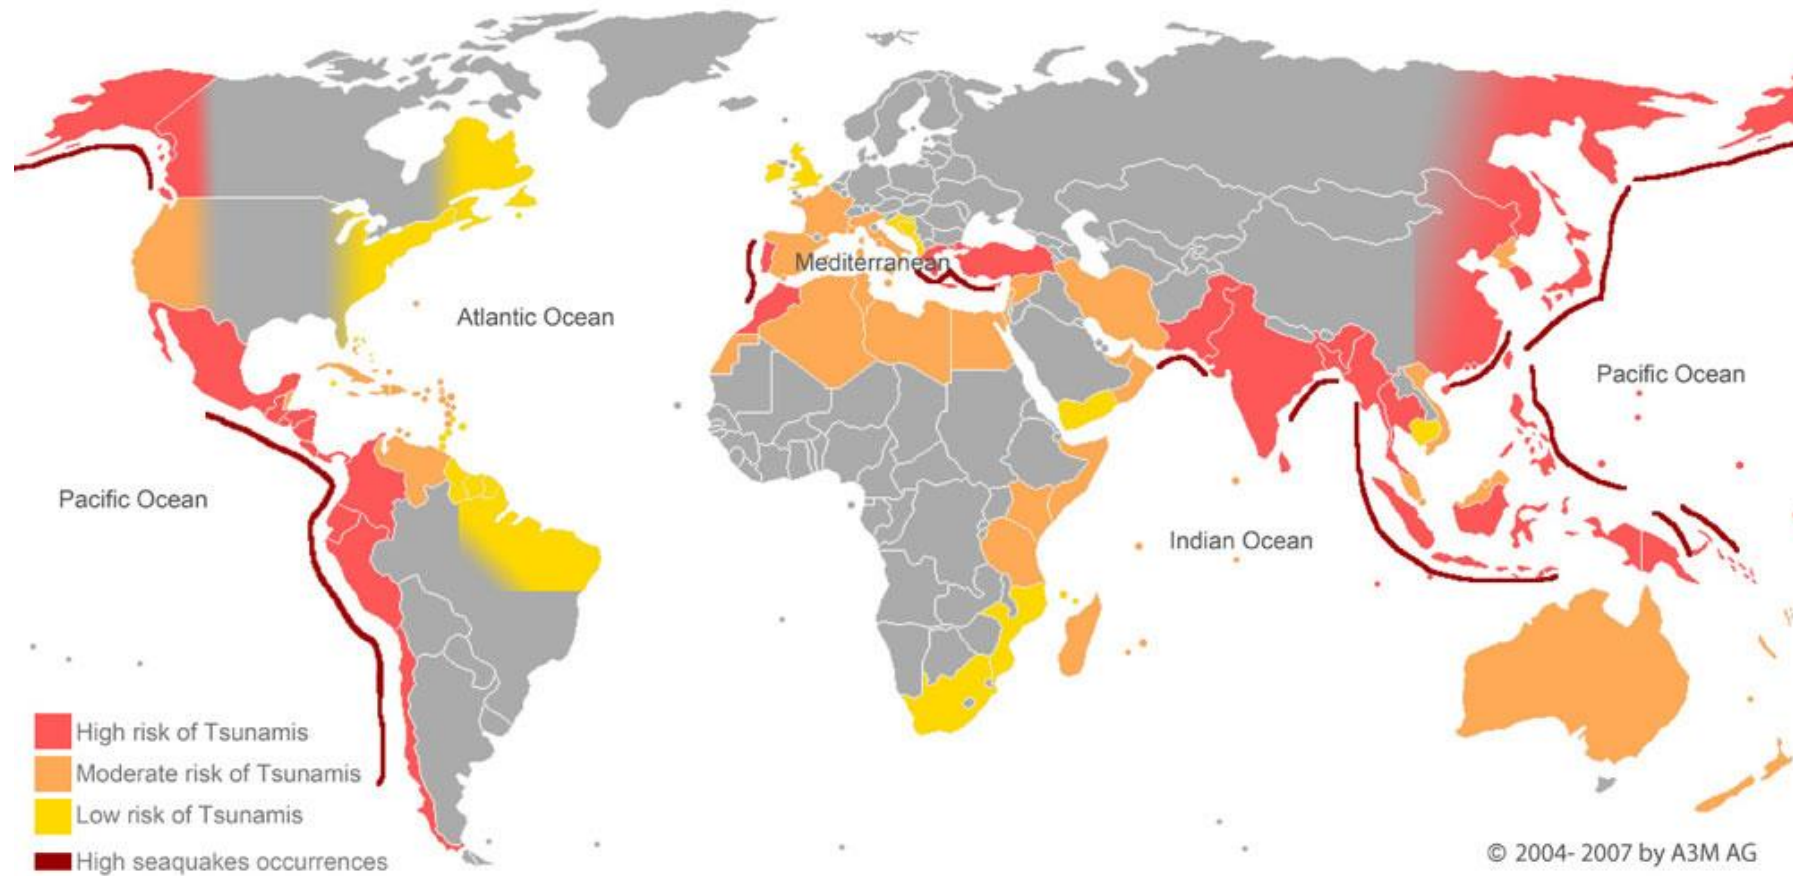 Mediterranean
Atlantic Ocean
Pacific Ocean
Pacific Ocean
Indian Ocean
High risk of Tsunamis
Moderate risk of Tsunamis
Low risk of Tsunamis
High seaquakes occurrences
© 2004- 2007 by A3M AG